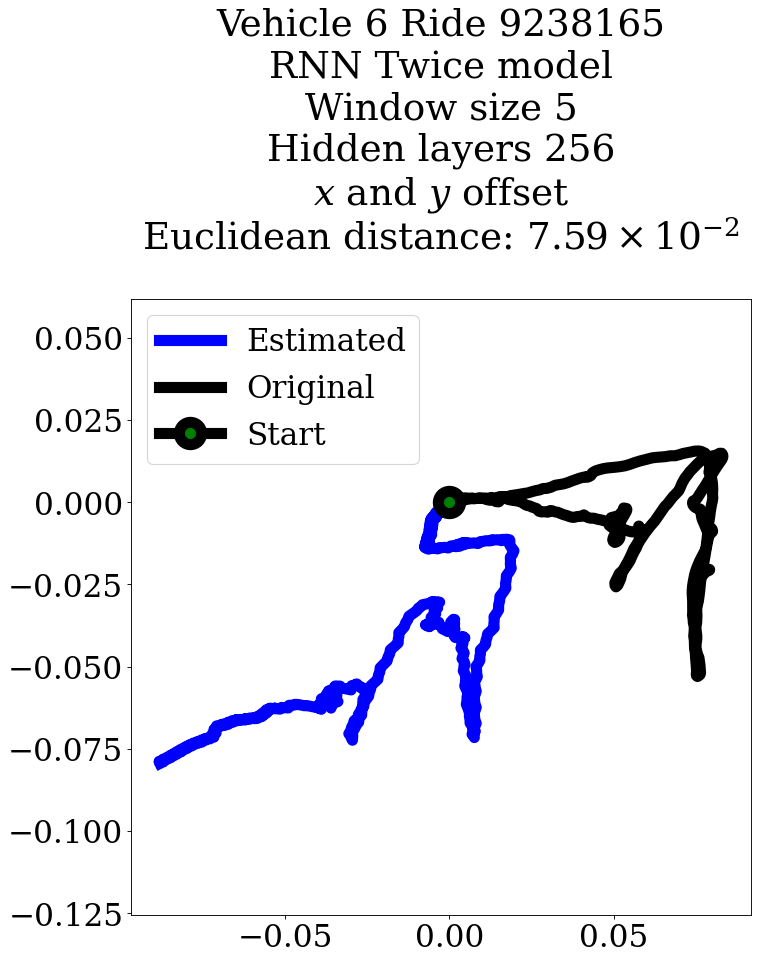 Vehicle 6 Ride 9238165
RNN Twice model
Window size 5
Hidden layers 256
x and y offset
Euclidean distance: 7.59 × 10⁻²
Estimated
Original
Start
0.050
0.025
0.000
−0.025
−0.050
−0.075
−0.100
−0.125
−0.05 0.00 0.05